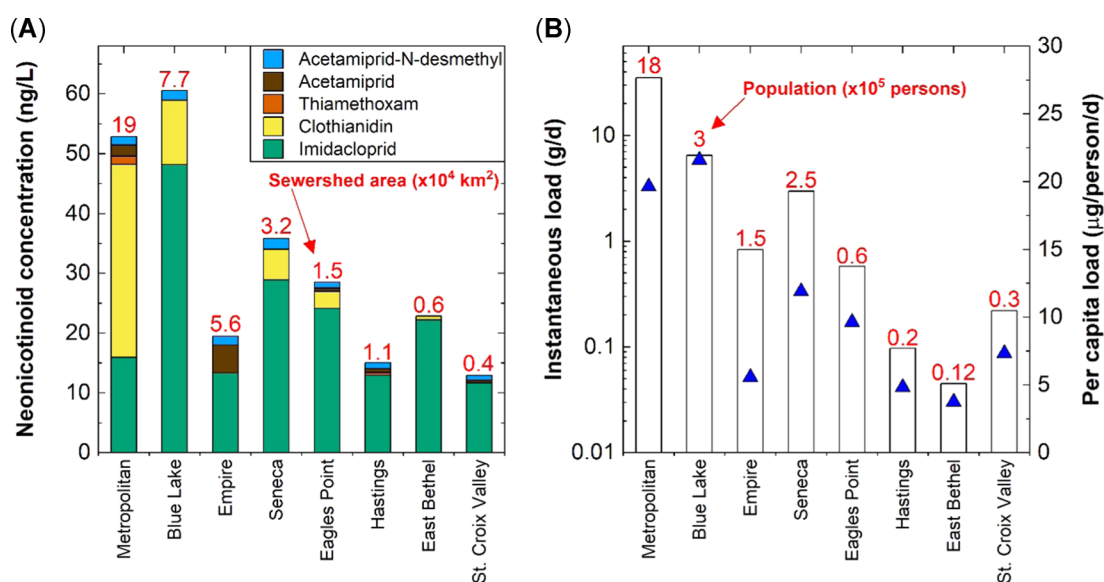 (A)
Neonicotinoid concentration (ng/L)
60
50
40
30
20
10
0
Acetamiprid-N-desmethyl
Acetamiprid
Thiamethoxam
Clothianidin
Imidacloprid
Sewershed area (x10⁴ km²)
19
7.7
5.6
3.2
1.5
1.1
0.6
0.4
Metropolitan
Blue Lake
Empire
Seneca
Eagles Point
Hastings
East Bethel
St. Croix Valley
(B)
Instantaneous load (g/d)
10
1
0.1
0.01
Population (x10⁵ persons)
18
3
1.5
2.5
0.6
0.2
0.12
0.3
30
25
20
15
10
5
0
Per capita load (μg/person/d)
Metropolitan
Blue Lake
Empire
Seneca
Eagles Point
Hastings
East Bethel
St. Croix Valley